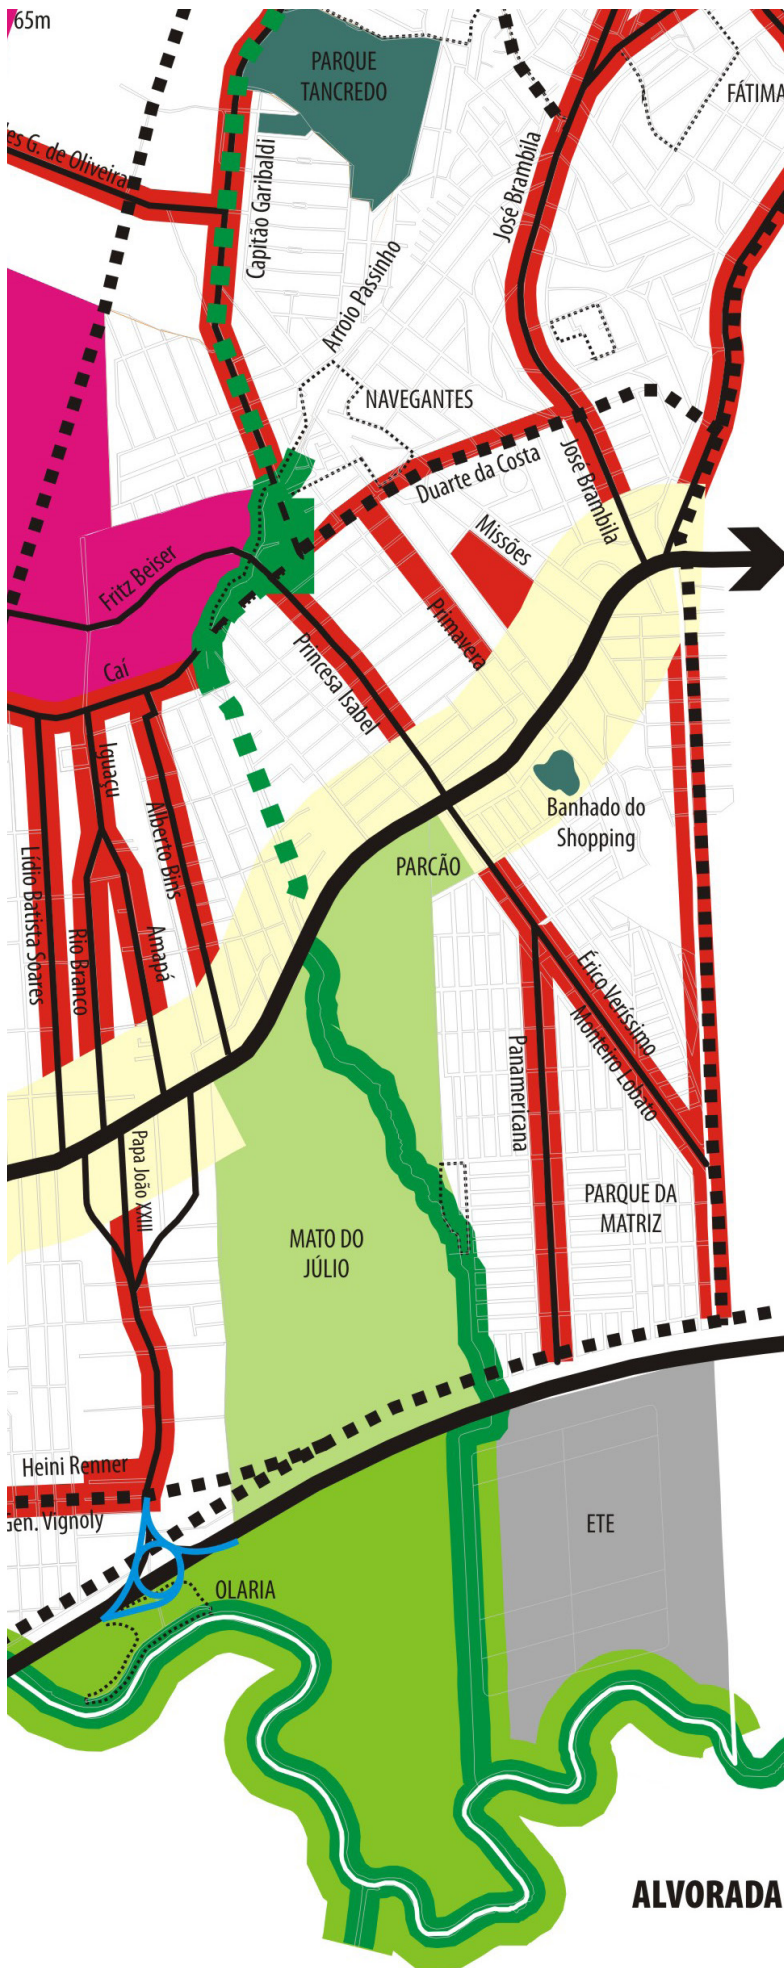 65m
PARQUE
TANCREDO
FÁTIMA
es G. de Oliveira
Capitão Garibaldi
José Brambila
Arroio Passinho
NAVEGANTES
Duarte da Costa
José Brambila
Missões
Fritz Beiser
Primavera
Princesa Isabel
Caí
Iguaçu
Alberto Bins
Banhado do
Shopping
Lídio Batista Soares
Rio Branco
Amapá
PARCÃO
Érico Veríssimo
Monteiro Lobato
Panamericana
Papa João XXIII
PARQUE DA
MATRIZ
MATO DO
JÚLIO
Heini Renner
Gen. Vignoly
ETE
OLARIA
ALVORADA